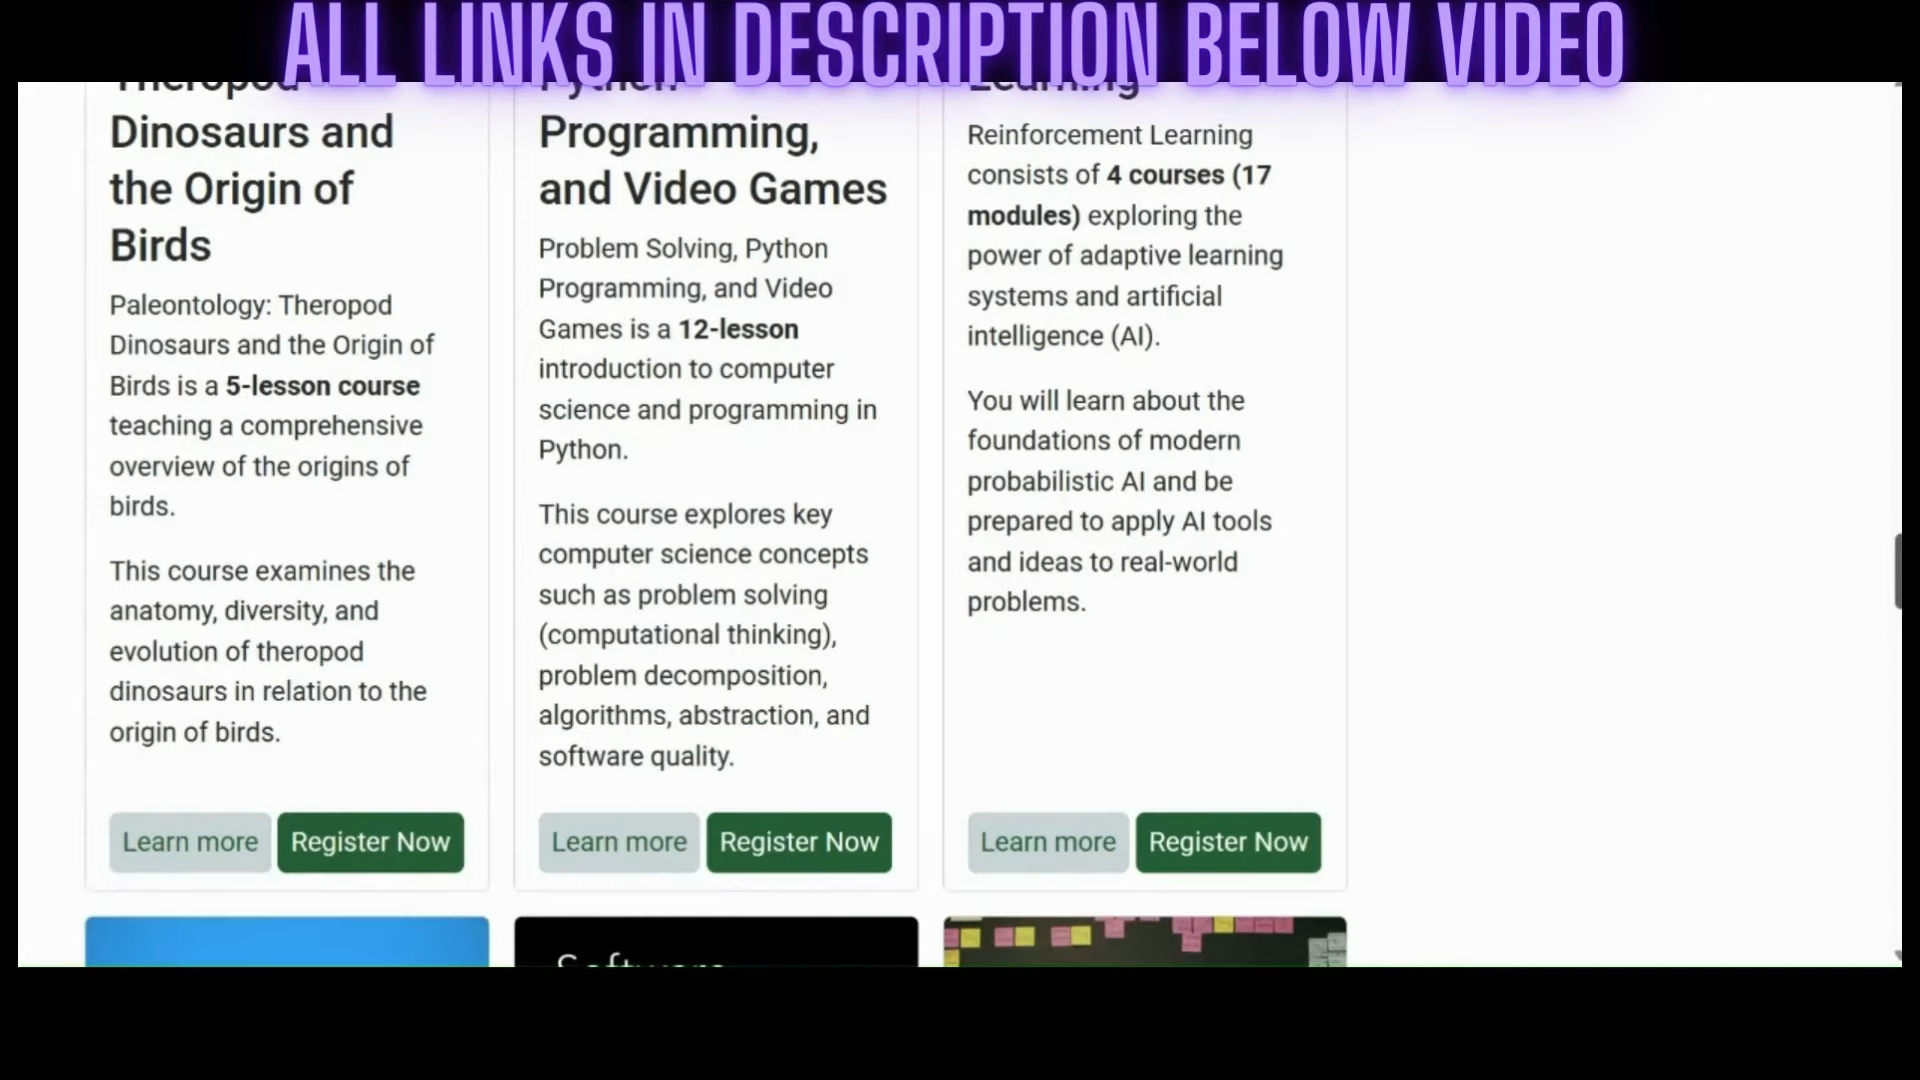 ALL LINKS IN DESCRIPTION BELOW VIDEO
Theropod
Dinosaurs and
the Origin of
Birds
Paleontology: Theropod
Dinosaurs and the Origin of
Birds is a 5-lesson course
teaching a comprehensive
overview of the origins of
birds.
This course examines the
anatomy, diversity, and
evolution of theropod
dinosaurs in relation to the
origin of birds.
Learn more
Register Now
Python
Programming,
and Video Games
Problem Solving, Python
Programming, and Video
Games is a 12-lesson
introduction to computer
science and programming in
Python.
This course explores key
computer science concepts
such as problem solving
(computational thinking),
problem decomposition,
algorithms, abstraction, and
software quality.
Learn more
Register Now
Learning
Reinforcement Learning
consists of 4 courses (17
modules) exploring the
power of adaptive learning
systems and artificial
intelligence (AI).
You will learn about the
foundations of modern
probabilistic AI and be
prepared to apply AI tools
and ideas to real-world
problems.
Learn more
Register Now
Software